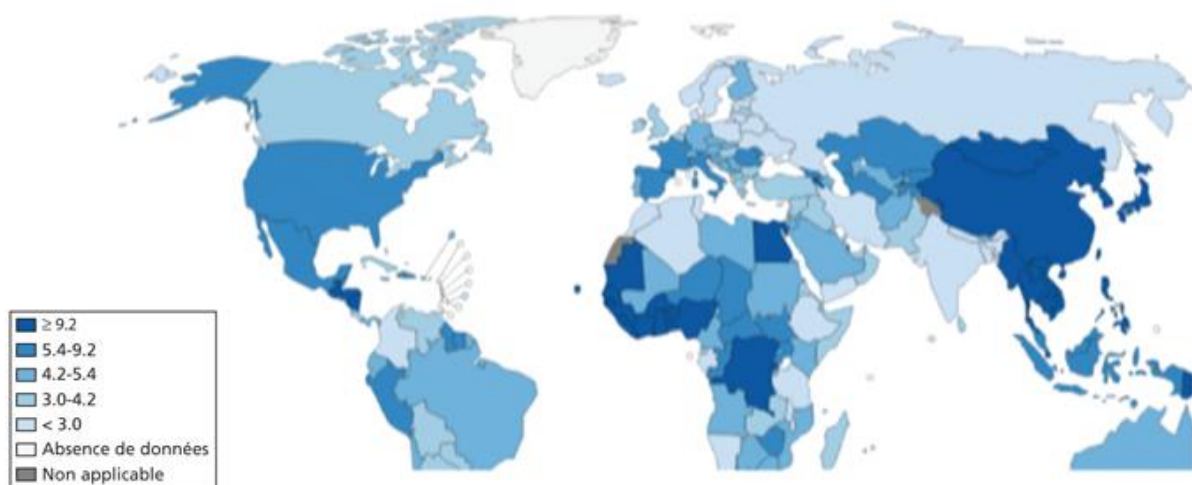 ≥ 9.2
5.4-9.2
4.2-5.4
3.0-4.2
< 3.0
Absence de données
Non applicable